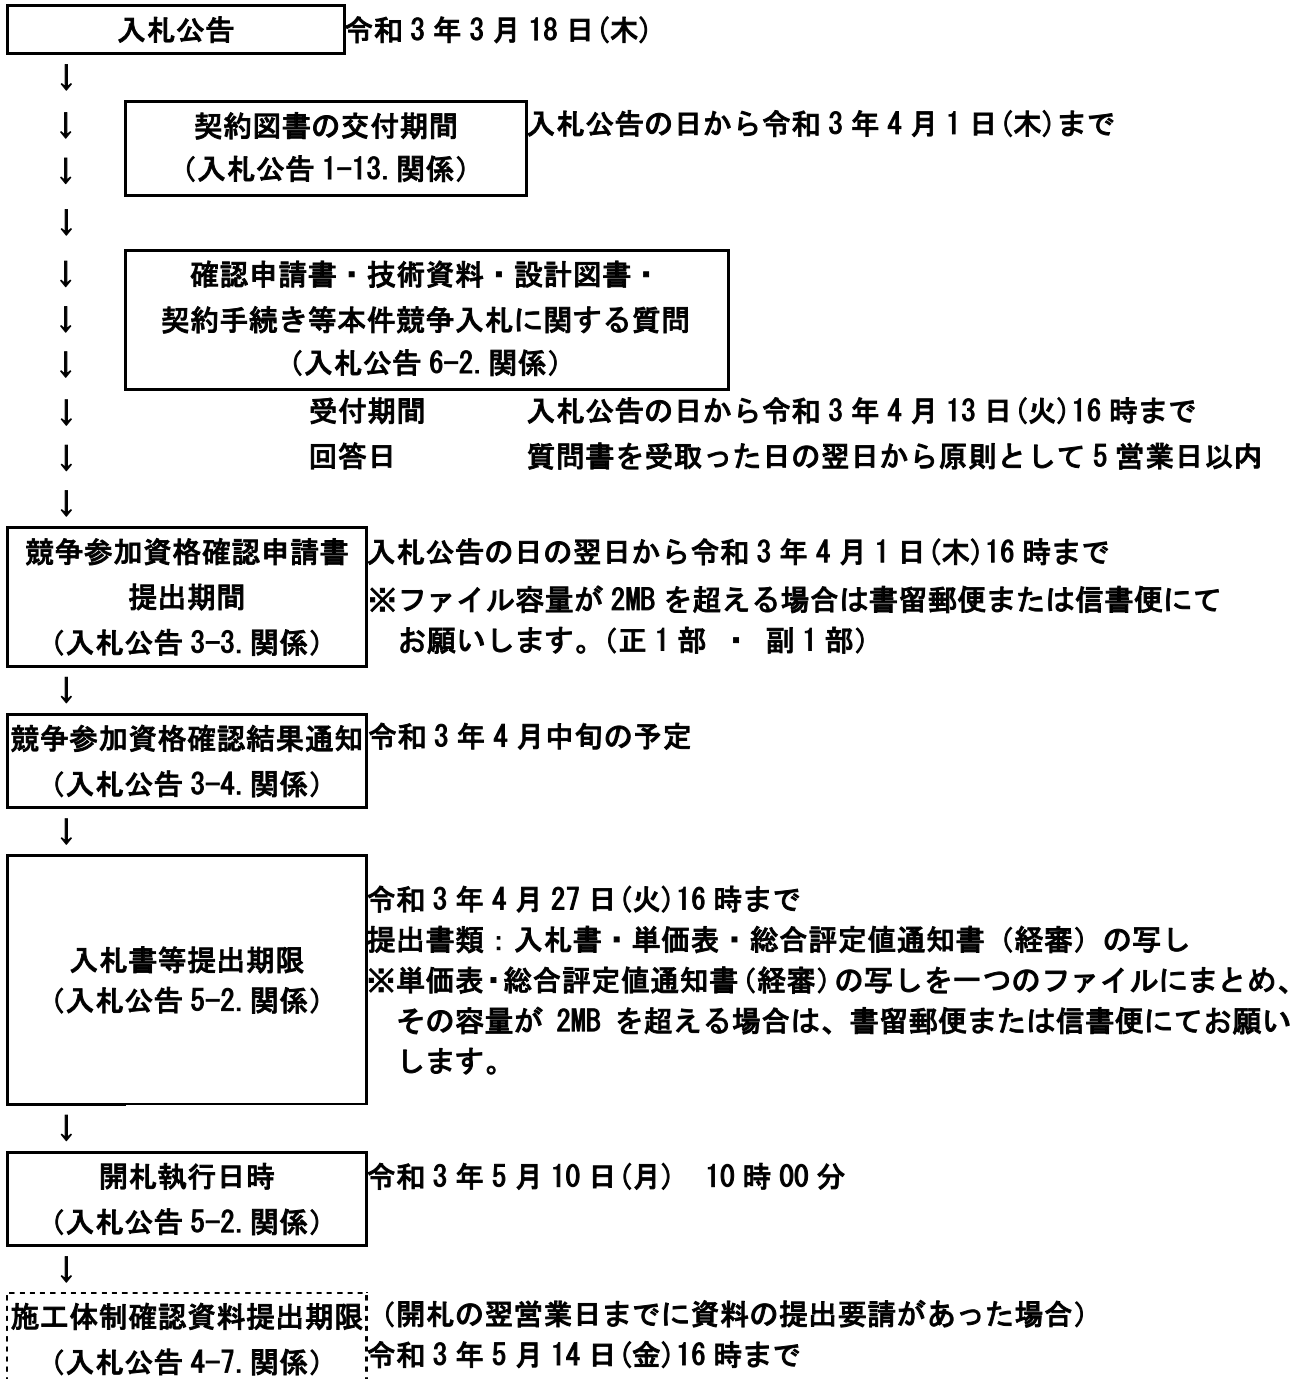 入札公告
令和3年3月18日(木)
↓
↓
契約図書の交付期間
入札公告の日から令和3年4月1日(木)まで
↓
(入札公告1-13.関係)
↓
↓
確認申請書・技術資料・設計図書・
↓
契約手続き等本件競争入札に関する質問
↓
(入札公告6-2.関係)
↓
受付期間 入札公告の日から令和3年4月13日(火)16時まで
↓
回答日 質問書を受取った日の翌日から原則として5営業日以内
↓
競争参加資格確認申請書
提出期間
(入札公告3-3.関係)
入札公告の日の翌日から令和3年4月1日(木)16時まで
※ファイル容量が2MBを超える場合は書留郵便または信書便にて
お願いします。(正1部 ・ 副1部)
↓
競争参加資格確認結果通知
(入札公告3-4.関係)
令和3年4月中旬の予定
↓
入札書等提出期限
(入札公告5-2.関係)
令和3年4月27日(火)16時まで
提出書類：入札書・単価表・総合評定値通知書（経審）の写し
※単価表・総合評定値通知書(経審)の写しを一つのファイルにまとめ、
その容量が 2MB を超える場合は、書留郵便または信書便にてお願い
します。
↓
開札執行日時
(入札公告5-2.関係)
令和3年5月10日(月) 10時00分
↓
施工体制確認資料提出期限
(入札公告4-7.関係)
(開札の翌営業日までに資料の提出要請があった場合)
令和3年5月14日(金)16時まで